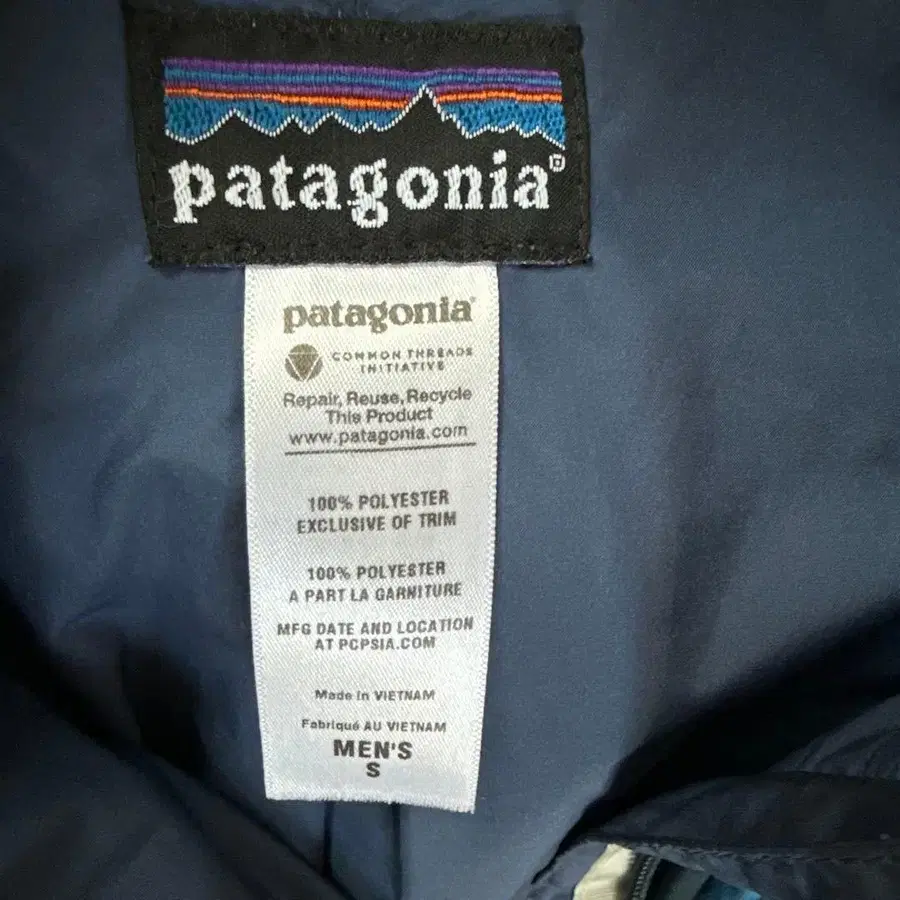 patagonia®
patagonia®
COMMON THREADS
INITIATIVE
Repair, Reuse, Recycle
This Product
www.patagonia.com
100% POLYESTER
EXCLUSIVE OF TRIM
100% POLYESTER
A PART LA GARNITURE
MFG DATE AND LOCATION
AT PCPSIA.COM
Made in VIETNAM
Fabriqué AU VIETNAM
MEN'S
S